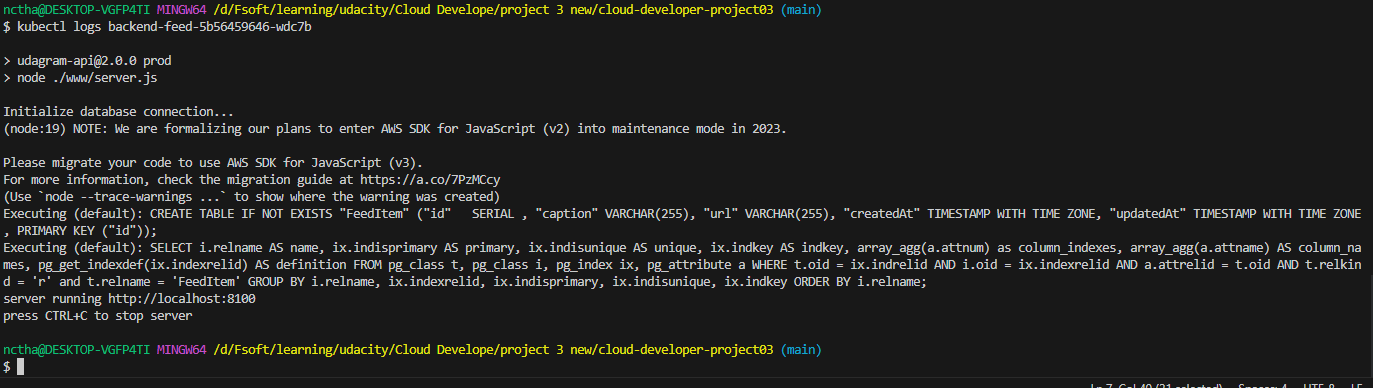 nctha@DESKTOP-VGFP4TI MINGW64 /d/Fsoft/learning/udacity/Cloud Develope/project 3 new/cloud-developer-project03 (main)
$ kubectl logs backend-feed-5b56459646-wdc7b
> udagram-api@2.0.0 prod
> node ./www/server.js
Initialize database connection...
(node:19) NOTE: We are formalizing our plans to enter AWS SDK for JavaScript (v2) into maintenance mode in 2023.
Please migrate your code to use AWS SDK for JavaScript (v3).
For more information, check the migration guide at https://a.co/7PzMCcy
(Use `node --trace-warnings ...` to show where the warning was created)
Executing (default): CREATE TABLE IF NOT EXISTS "FeedItem" ("id"   SERIAL , "caption" VARCHAR(255), "url" VARCHAR(255), "createdAt" TIMESTAMP WITH TIME ZONE, "updatedAt" TIMESTAMP WITH TIME ZONE
, PRIMARY KEY ("id"));
Executing (default): SELECT i.relname AS name, ix.indisprimary AS primary, ix.indisunique AS unique, ix.indkey AS indkey, array_agg(a.attnum) as column_indexes, array_agg(a.attname) AS column_na
mes, pg_get_indexdef(ix.indexrelid) AS definition FROM pg_class t, pg_class i, pg_index ix, pg_attribute a WHERE t.oid = ix.indrelid AND i.oid = ix.indexrelid AND a.attrelid = t.oid AND t.relkin
d = 'r' and t.relname = 'FeedItem' GROUP BY i.relname, ix.indexrelid, ix.indisprimary, ix.indisunique, ix.indkey ORDER BY i.relname;
server running http://localhost:8100
press CTRL+C to stop server
nctha@DESKTOP-VGFP4TI MINGW64 /d/Fsoft/learning/udacity/Cloud Develope/project 3 new/cloud-developer-project03 (main)
$